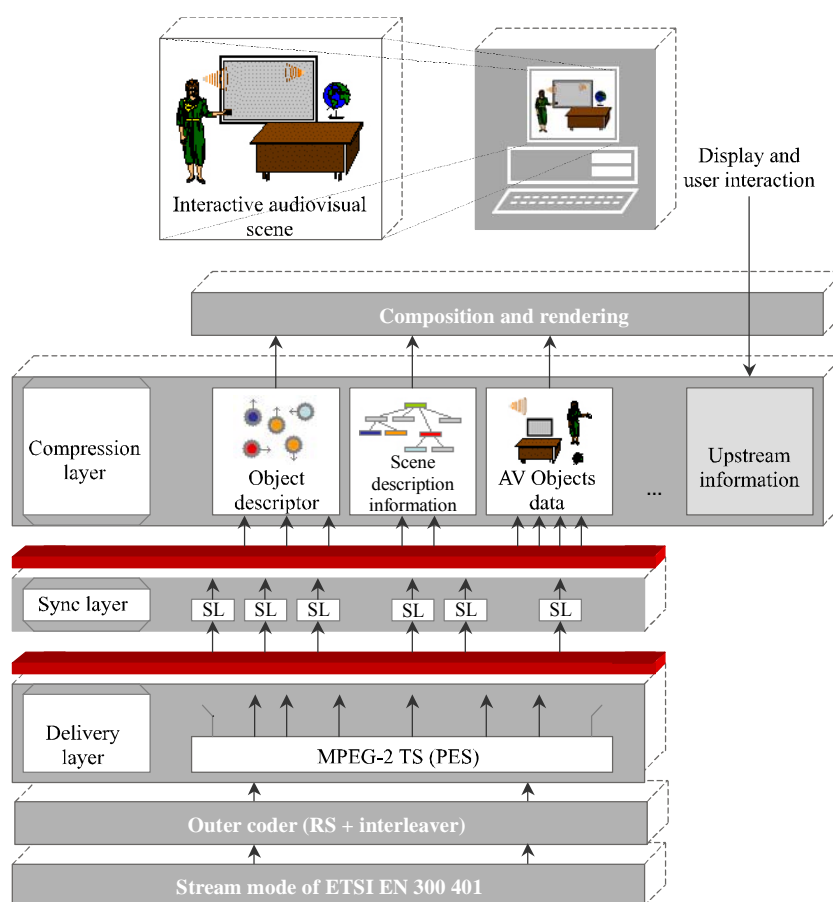 Interactive audiovisual
scene
Display and
user interaction
Composition and rendering
Compression
layer
Object
descriptor
Scene
description
information
AV Objects
data
...
Upstream
information
Sync layer
SL
SL
SL
SL
SL
SL
Delivery
layer
MPEG-2 TS (PES)
Outer coder (RS + interleaver)
Stream mode of ETSI EN 300 401